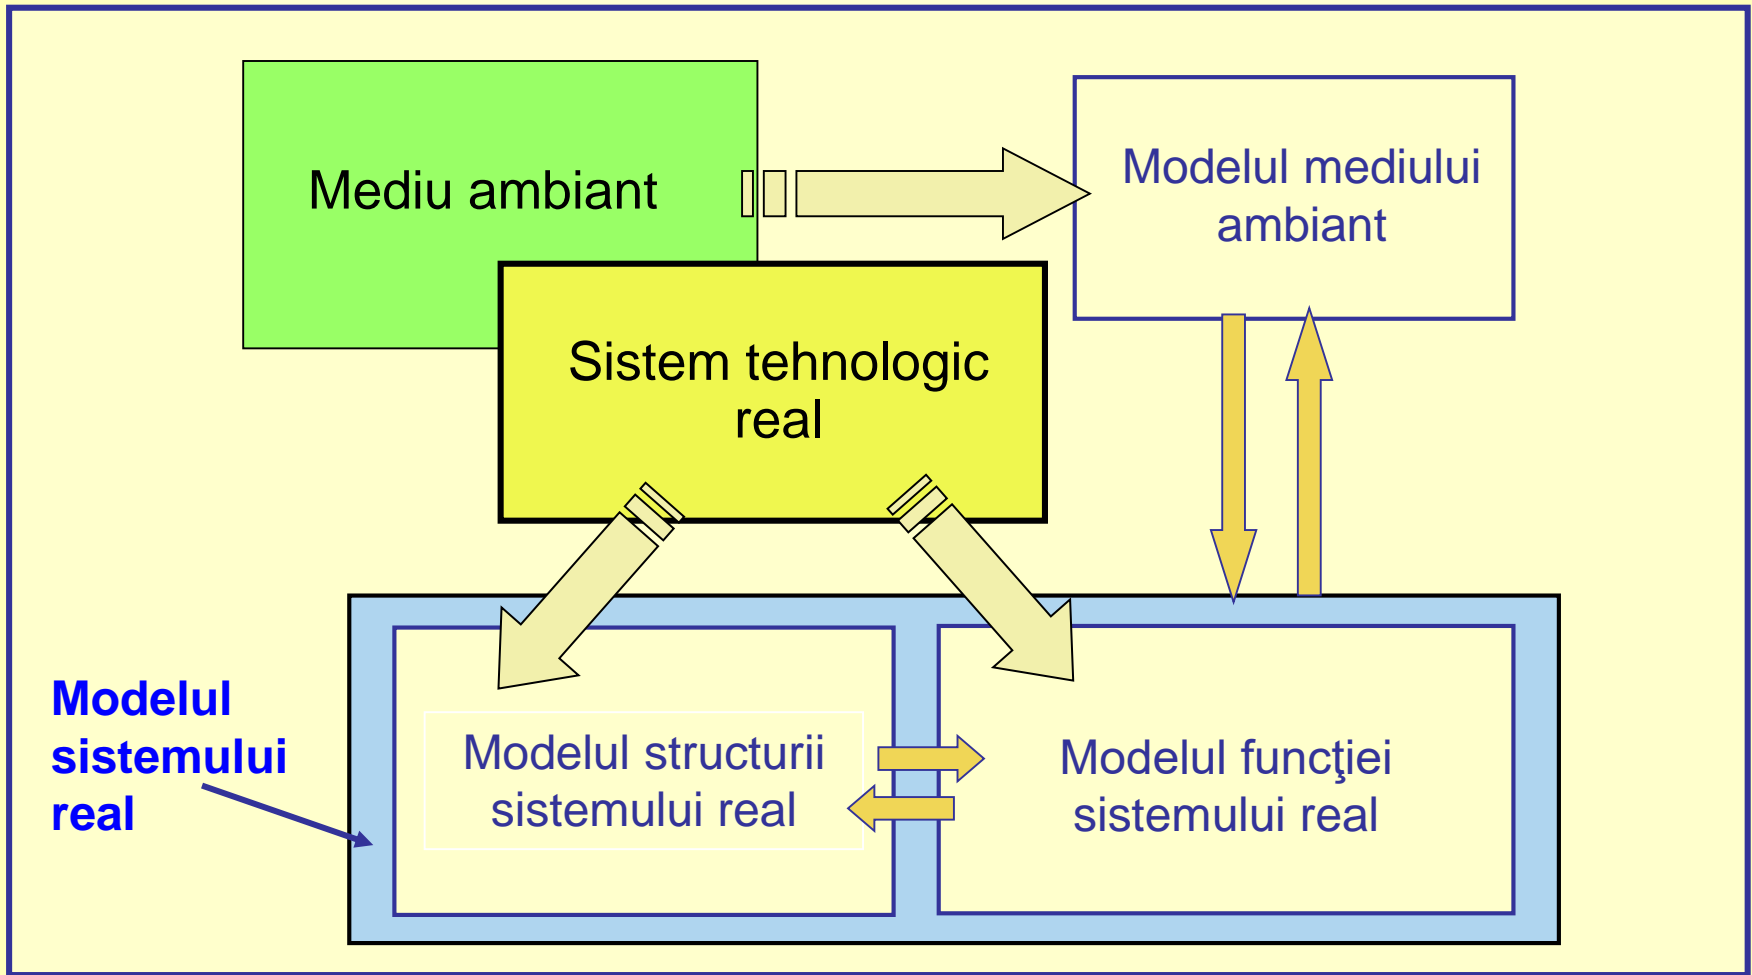 Mediu ambiant
Modelul mediului
ambiant
Sistem tehnologic
real
Modelul
sistemului
real
Modelul structurii
sistemului real
Modelul funcţiei
sistemului real